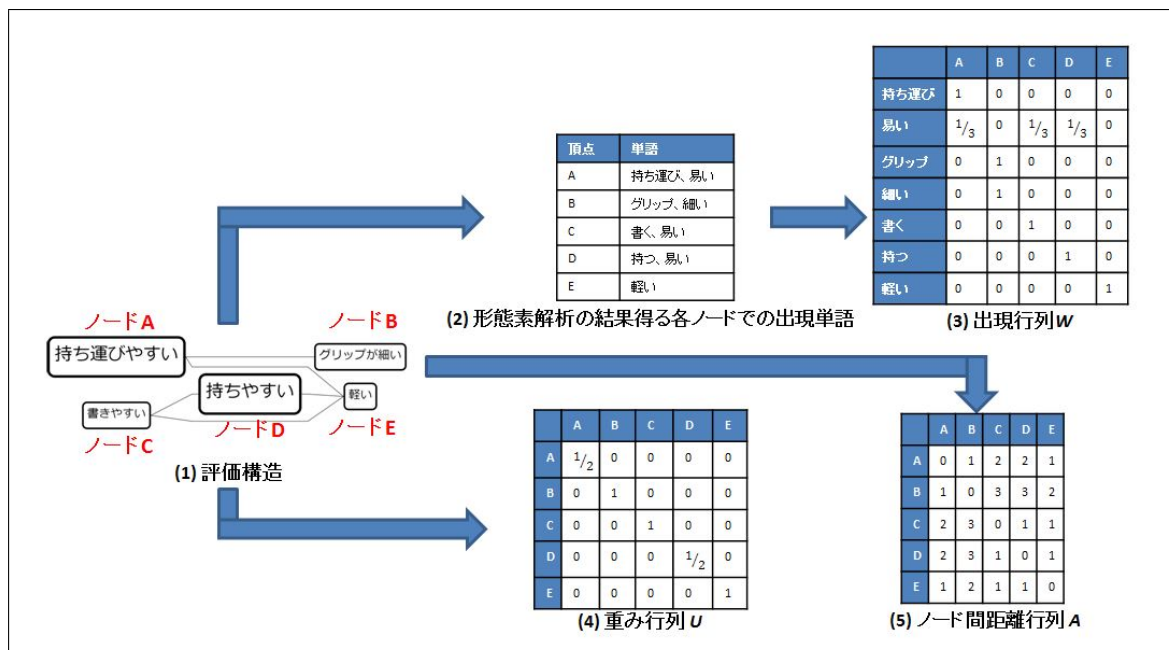 A B C D E
持ち運び 1 0 0 0 0
易い 1/3 0 1/3 1/3 0
グリップ 0 1 0 0 0
細い 0 1 0 0 0
書く 0 0 1 0 0
持つ 0 0 0 1 0
軽い 0 0 0 0 1
(3) 出現行列W
頂点 単語
A 持ち運び、易い
B グリップ、細い
C 書く、易い
D 持つ、易い
E 軽い
(2) 形態素解析の結果得る各ノードでの出現単語
ノードA
ノードB
持ち運びやすい
グリップが細い
持ちやすい
軽い
書きやすい
ノードC
ノードD
ノードE
(1) 評価構造
A B C D E
A 1/2 0 0 0 0
B 0 1 0 0 0
C 0 0 1 0 0
D 0 0 0 1/2 0
E 0 0 0 0 1
(4) 重み行列 U
A B C D E
A 0 1 2 2 1
B 1 0 3 3 2
C 2 3 0 1 1
D 2 3 1 0 1
E 1 2 1 1 0
(5) ノード間距離行列 A